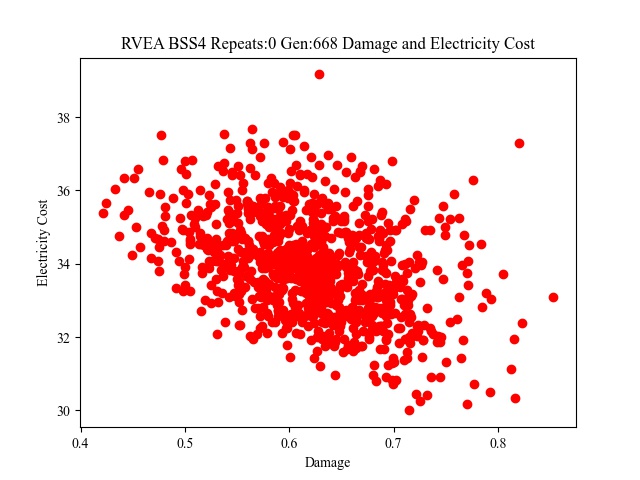 RVEA BSS4 Repeats:0 Gen:668 Damage and Electricity Cost
38
36
34
32
30
Electricity Cost
0.4 0.5 0.6 0.7 0.8
Damage